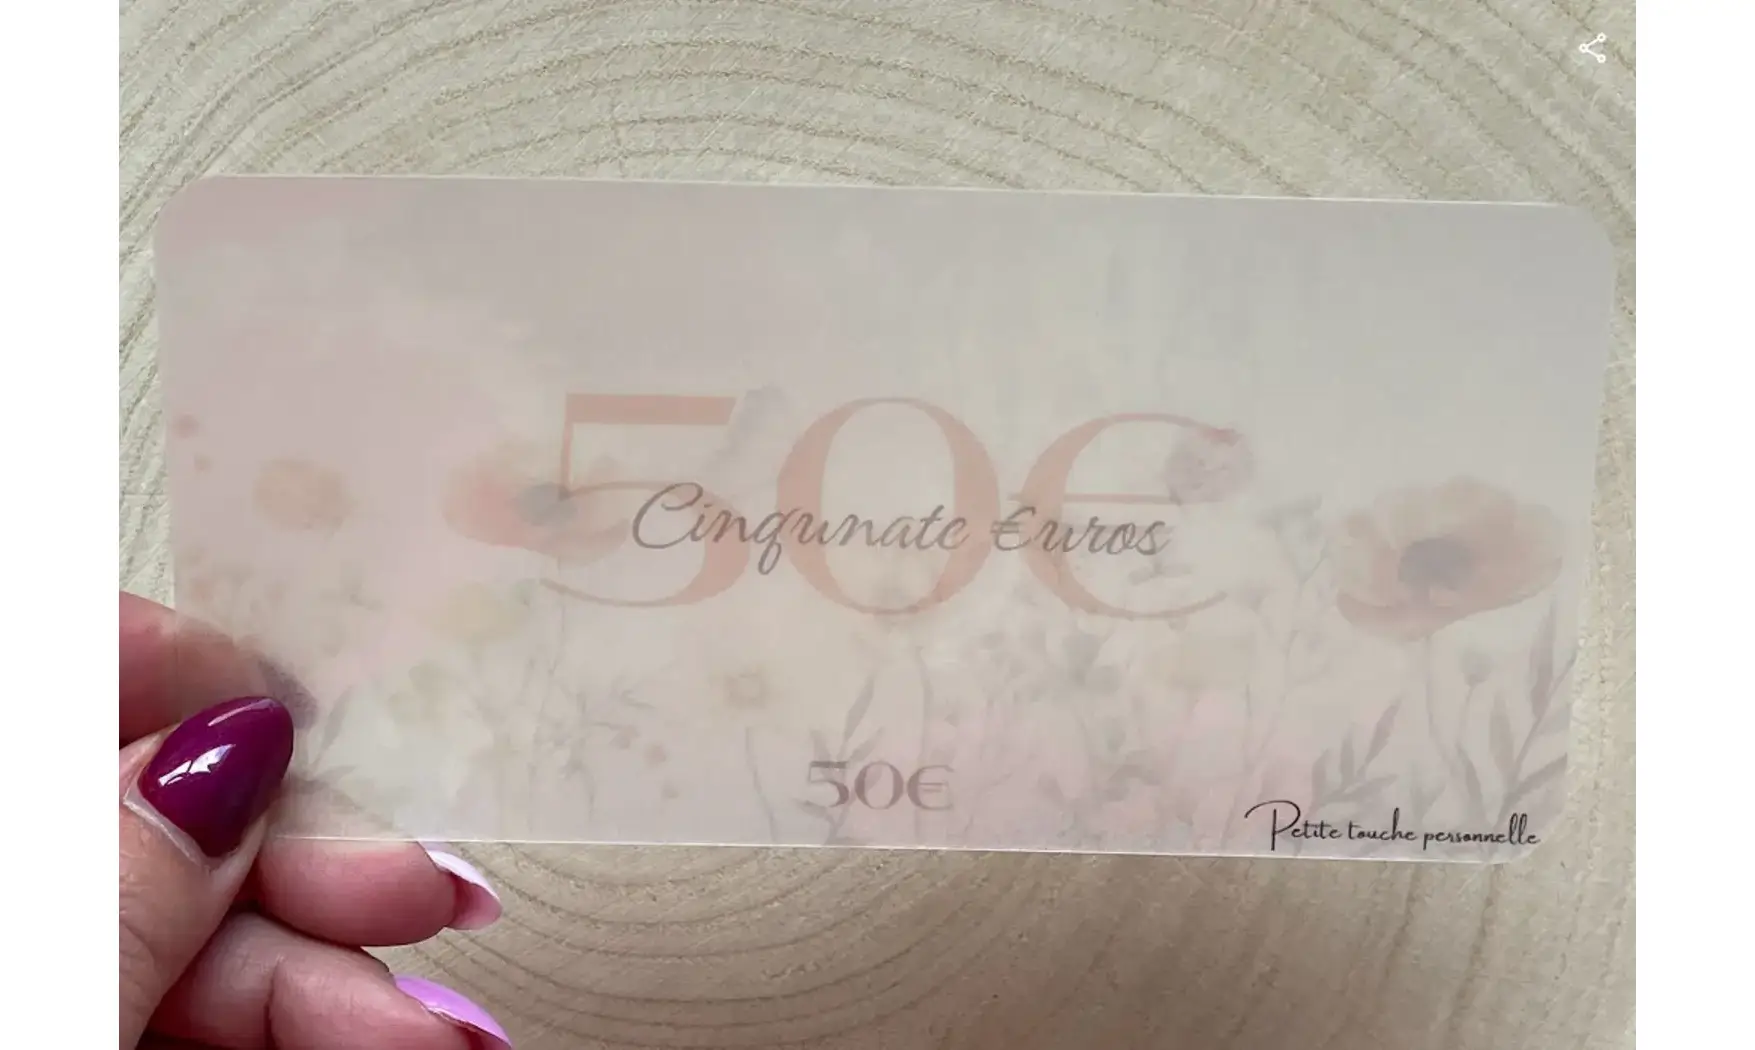 50€
Cinqunate €uros
50€
Petite touche personnelle